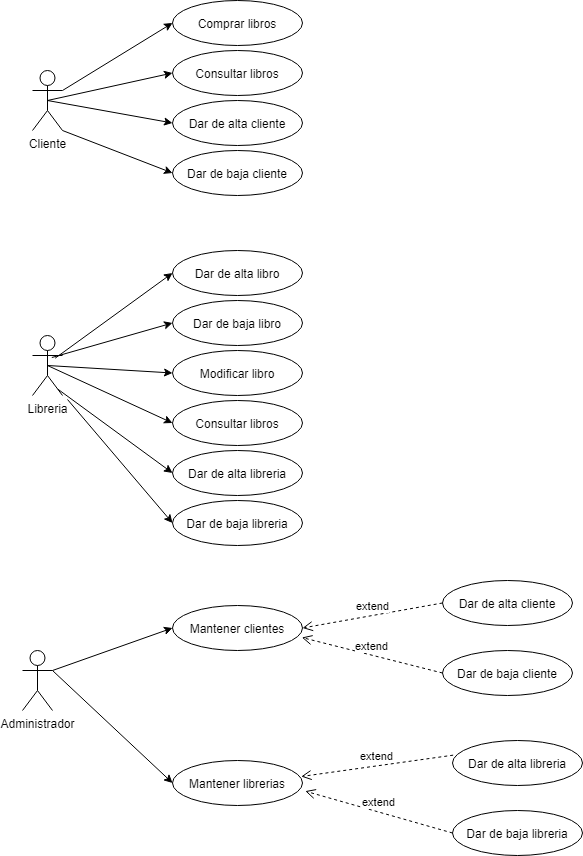 Comprar libros
Consultar libros
Dar de alta cliente
Cliente
Dar de baja cliente
Dar de alta libro
Dar de baja libro
Modificar libro
Libreria
Consultar libros
Dar de alta libreria
Dar de baja libreria
extend
Dar de alta cliente
Mantener clientes
extend
Dar de baja cliente
Administrador
extend
Dar de alta libreria
Mantener librerias
extend
Dar de baja libreria